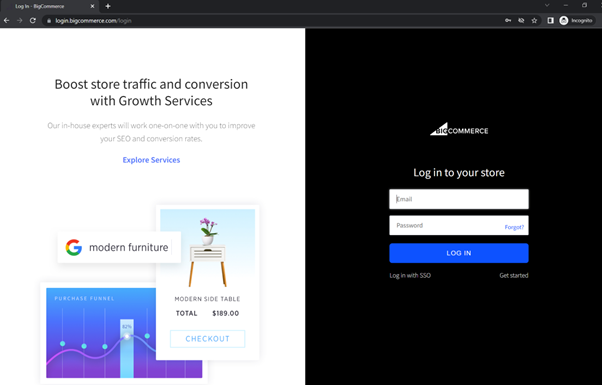 Log In - BigCommerce
login.bigcommerce.com/login
Incognito
Boost store traffic and conversion
with Growth Services
Our in-house experts will work one-on-one with you to improve
your SEO and conversion rates.
Explore Services
G modern furniture
PURCHASE FUNNEL
82%
MODERN SIDE TABLE
TOTAL $189.00
CHECKOUT
BIGCOMMERCE
Log in to your store
Email
Password Forgot?
LOG IN
Log in with SSO Get started